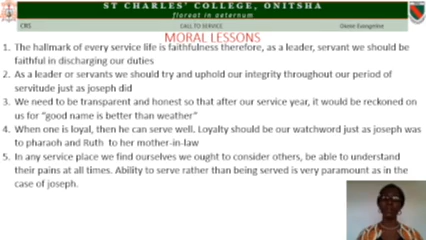 ST CHARLES' COLLEGE, ONITSHA
floreat in aeternum
CRS CALL TO SERVICE Okorie Evangeline
MORAL LESSONS
1. The hallmark of every service life is faithfulness therefore, as a leader, servant we should be
faithful in discharging our duties
2. As a leader or servants we should try and uphold our integrity throughout our period of
servitude just as joseph did
3. We need to be transparent and honest so that after our service year, it would be reckoned on
us for "good name is better than weather"
4. When one is loyal, then he can serve well. Loyalty should be our watchword just as joseph was
to pharaoh and Ruth to her mother-in-law
5. In any service place we find ourselves we ought to consider others, be able to understand
their pains at all times. Ability to serve rather than being served is very paramount as in the
case of joseph.